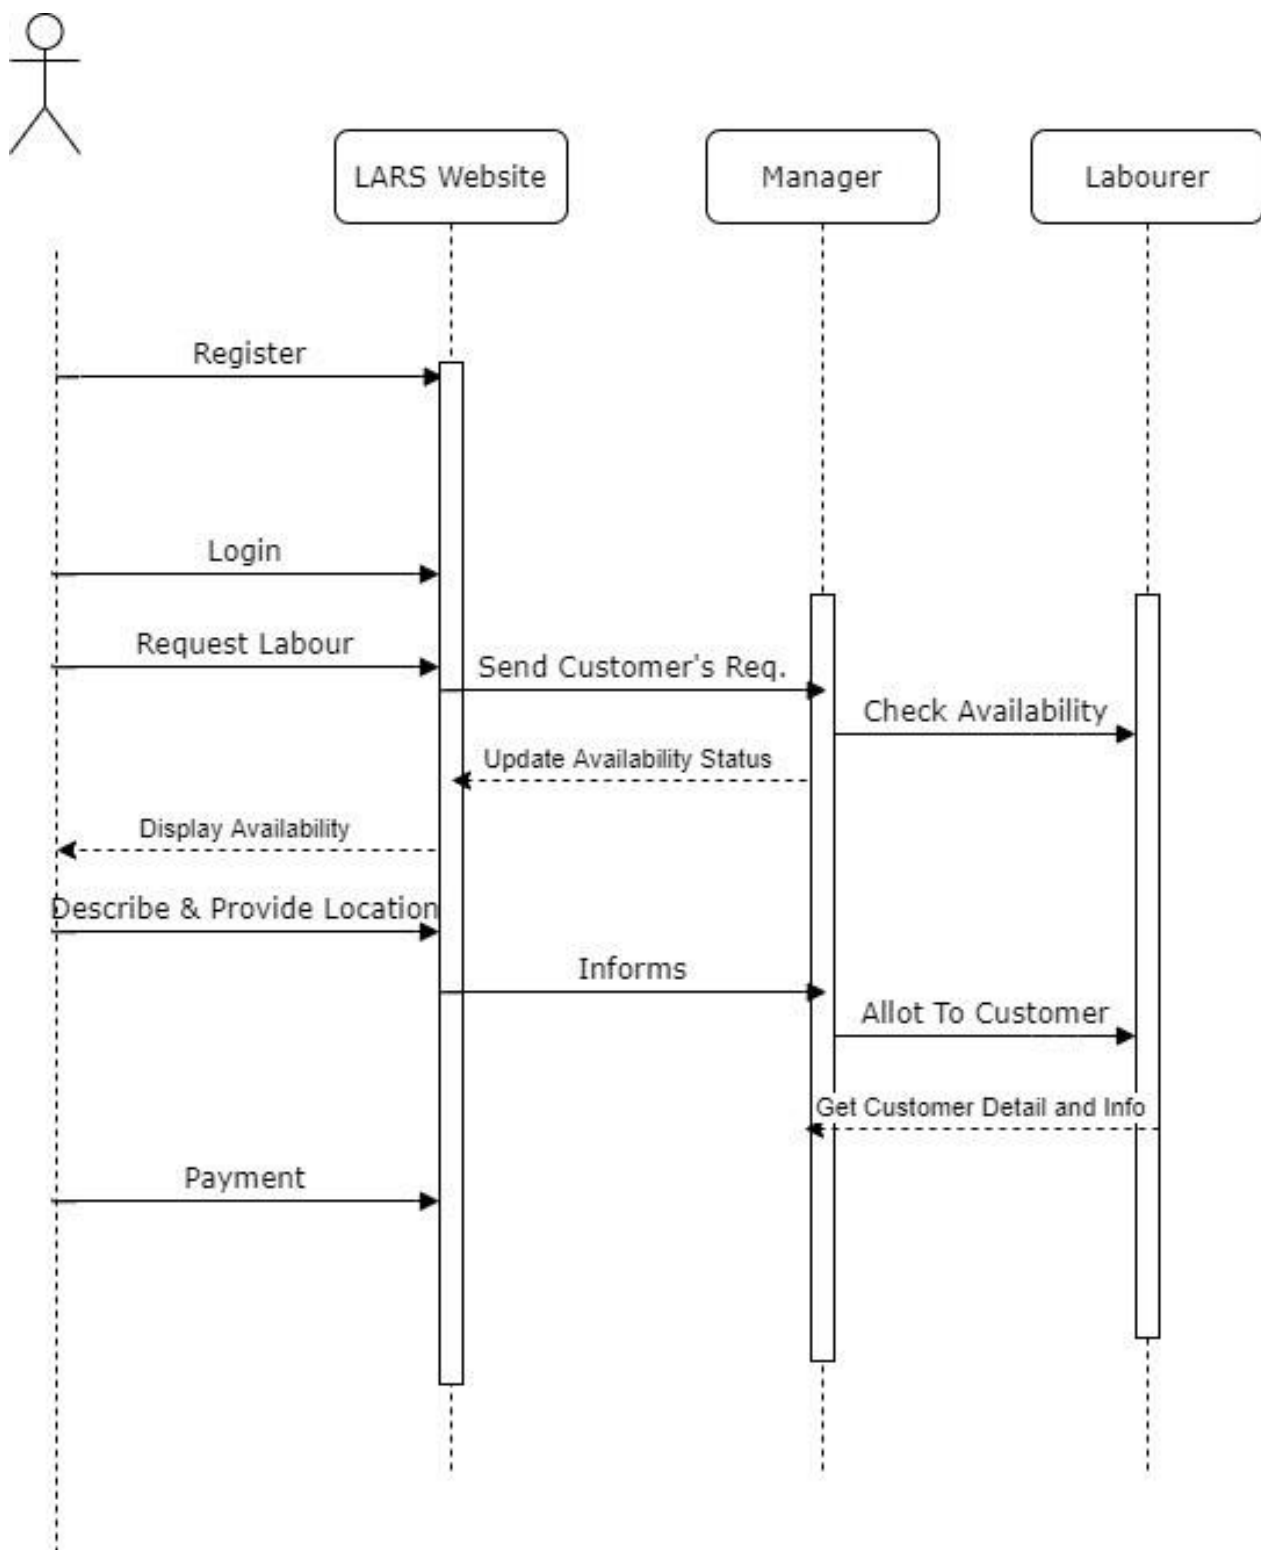 LARS Website
Manager
Labourer
Register
Login
Request Labour
Send Customer's Req.
Check Availability
Update Availability Status
Display Availability
Describe & Provide Location
Informs
Allot To Customer
Get Customer Detail and Info
Payment